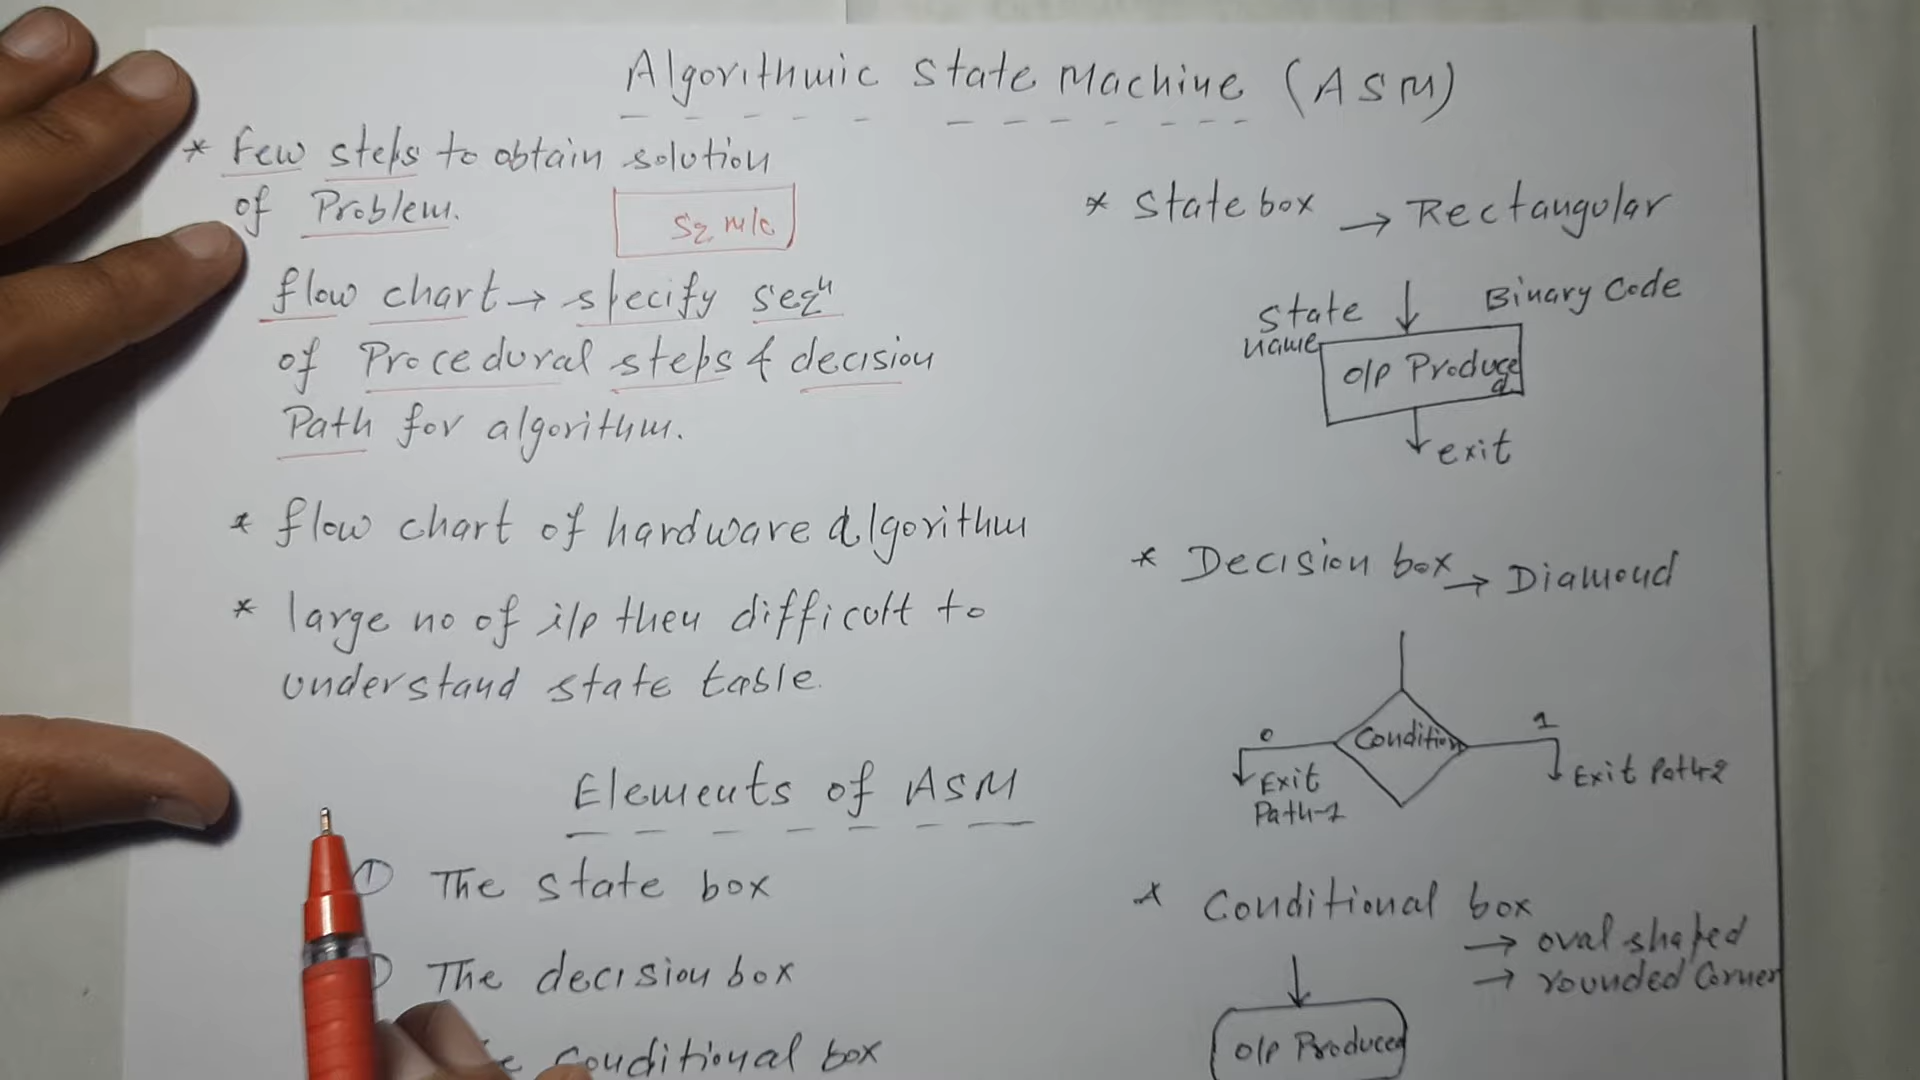 Algorithmic State Machine (ASM)
* Few steps to obtain solution
of Problem.
Sq m/c
flow chart → specify seqⁿ
of Procedural steps & decision
Path for algorithm.
* flow chart of hardware algorithm
* large no of i/p then difficult to
understand state table.
Elements of ASM
① The state box
The decision box
conditional box
* State box → Rectangular
State name
Binary Code
O/P Produced
exit
* Decision box → Diamond
Condition
0
1
Exit
Path-1
Exit Path-2
* Conditional box
→ oval shaped
→ rounded corner
O/P Produced